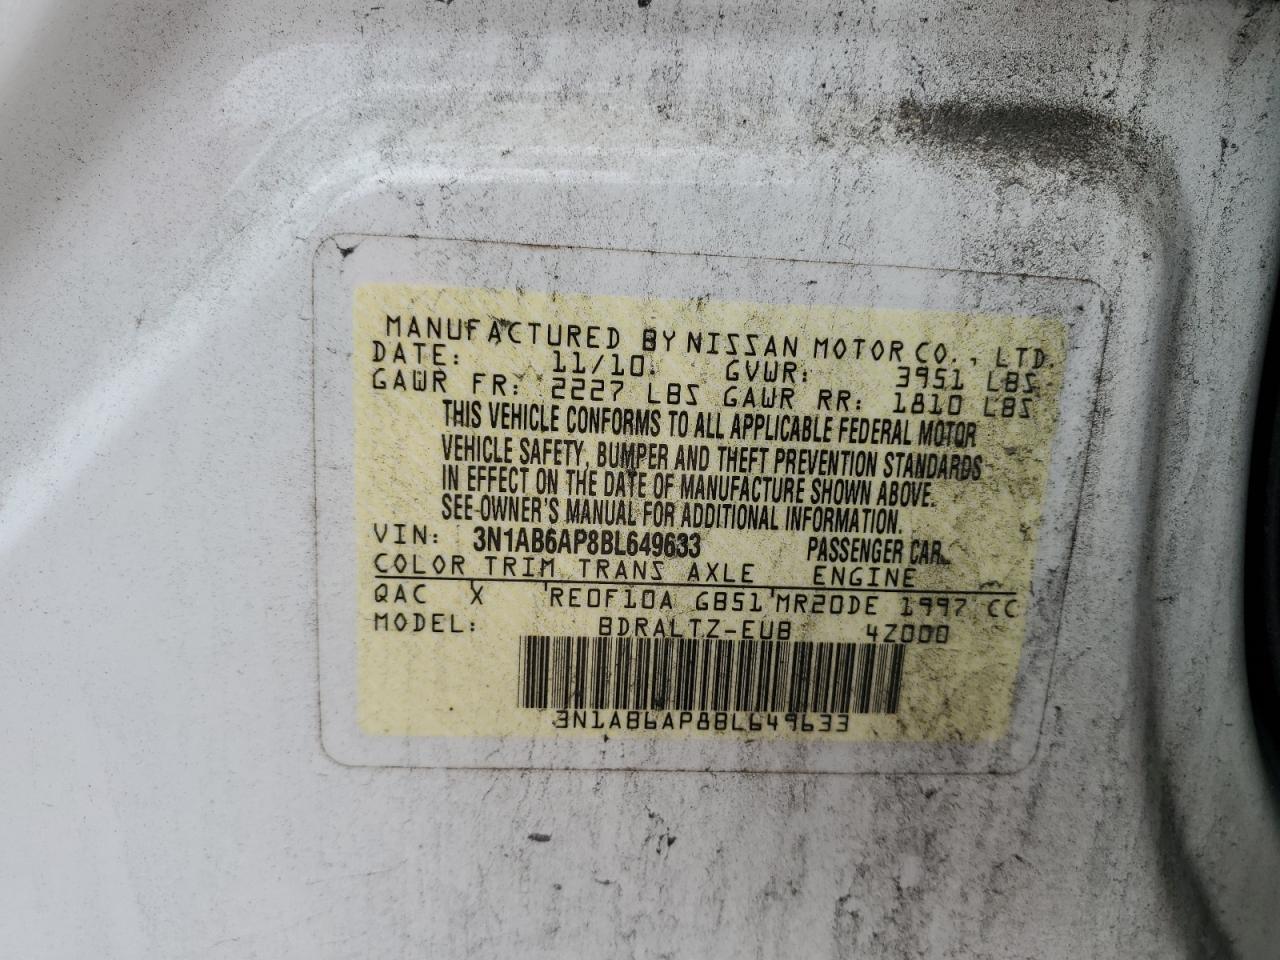 MANUFACTURED BY NISSAN MOTOR CO., LTD.
DATE: 11/10 GVWR: 3951 LBS
GAWR FR: 2227 LBS GAWR RR: 1810 LBS
THIS VEHICLE CONFORMS TO ALL APPLICABLE FEDERAL MOTOR
VEHICLE SAFETY, BUMPER AND THEFT PREVENTION STANDARDS
IN EFFECT ON THE DATE OF MANUFACTURE SHOWN ABOVE.
SEE OWNER'S MANUAL FOR ADDITIONAL INFORMATION.
VIN: 3N1AB6AP8BL649633 PASSENGER CAR
COLOR TRIM TRANS AXLE ENGINE
QAC X RE0F10A GB51 MR20DE 1997 CC
MODEL: BDRALTZ-EUB 4Z000
3N1AB6AP8BL649633